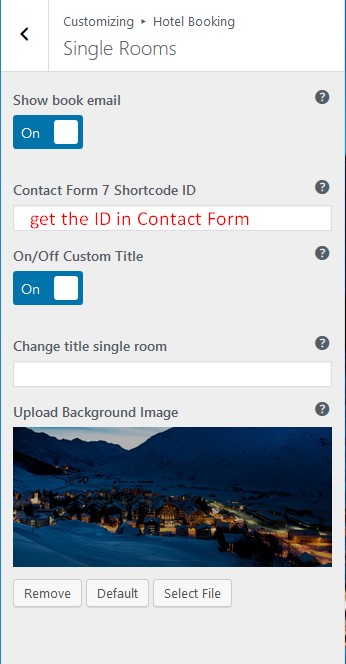 Customizing ▸ Hotel Booking
Single Rooms
Show book email
On
Contact Form 7 Shortcode ID
get the ID in Contact Form
On/Off Custom Title
On
Change title single room
Upload Background Image
Remove Default Select File